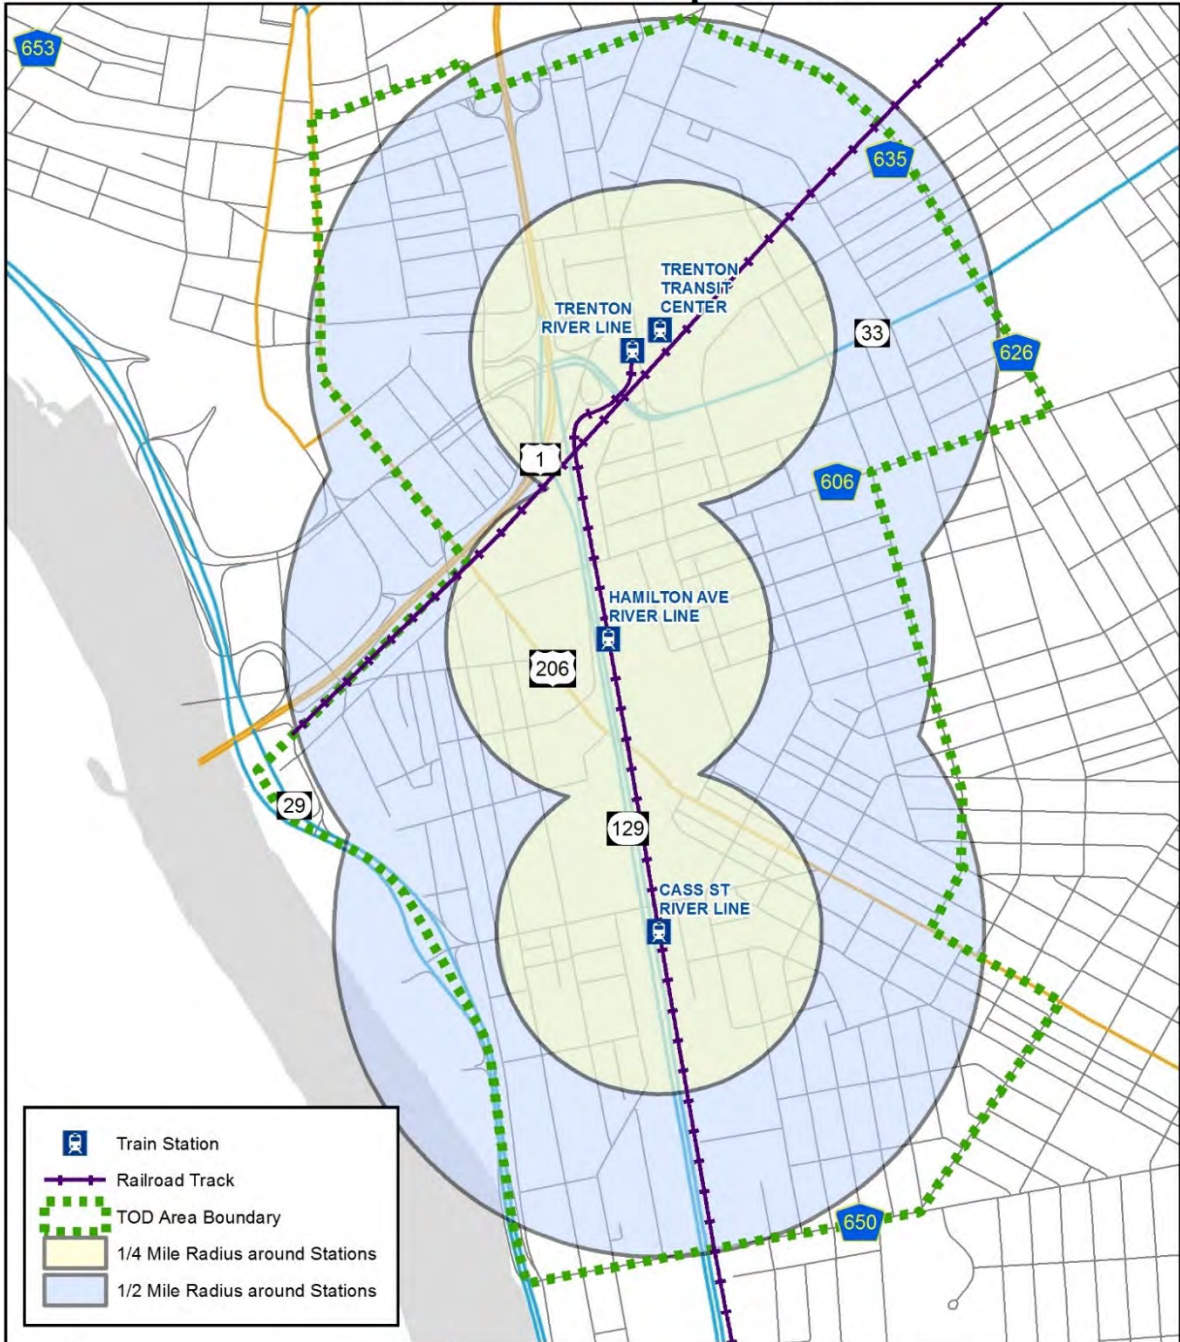 653
635
TRENTON
TRANSIT
CENTER
TRENTON
RIVER LINE
33
626
1
606
HAMILTON AVE
RIVER LINE
206
29
129
CASS ST
RIVER LINE
650
Train Station
Railroad Track
TOD Area Boundary
1/4 Mile Radius around Stations
1/2 Mile Radius around Stations